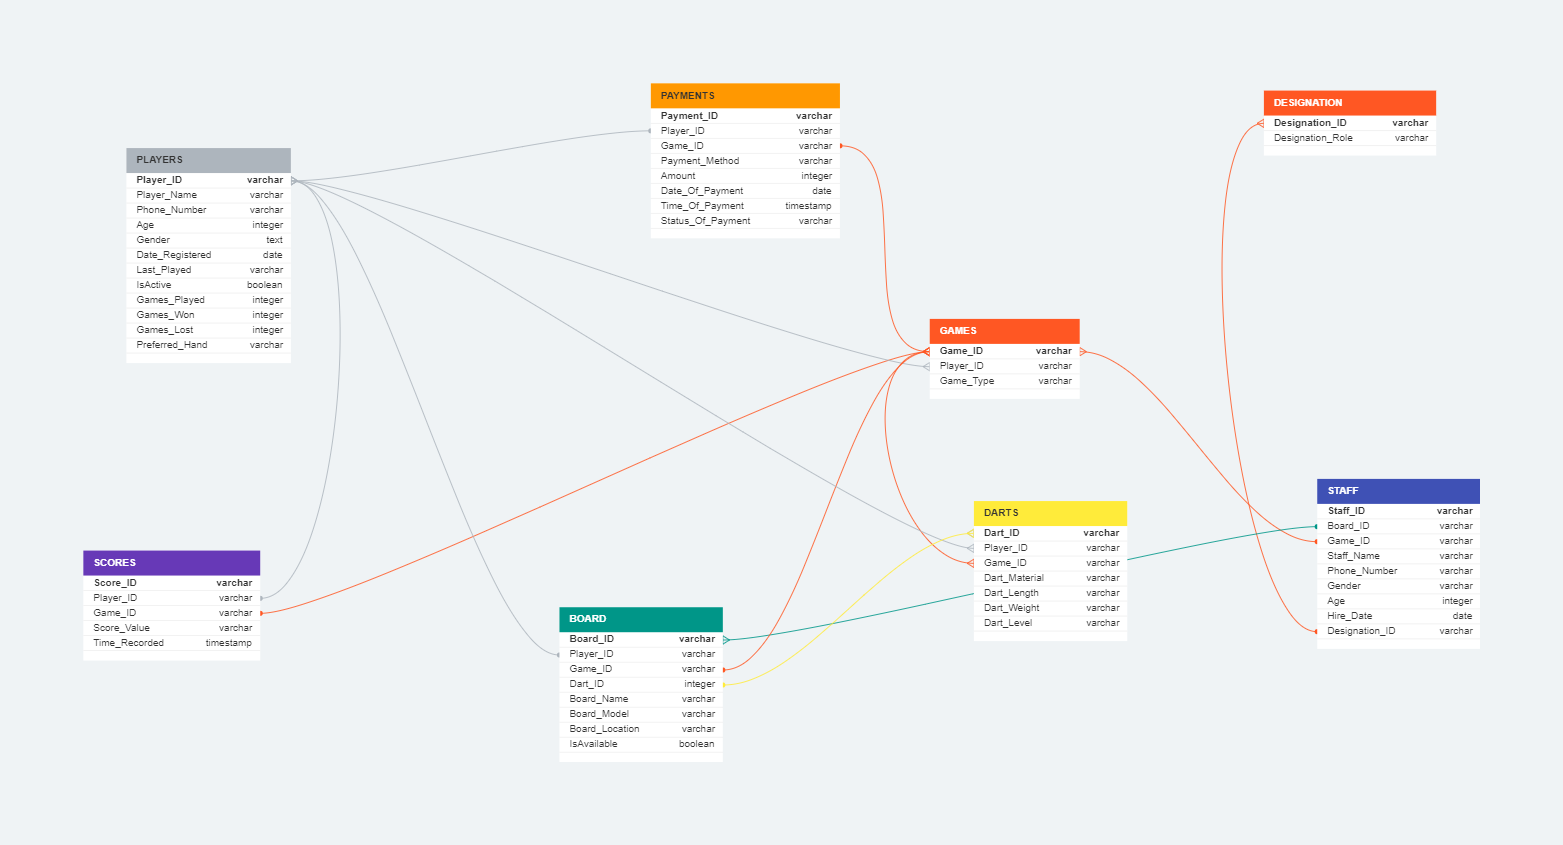 PAYMENTS
Payment_ID varchar
Player_ID varchar
Game_ID varchar
Payment_Method varchar
Amount integer
Date_Of_Payment date
Time_Of_Payment timestamp
Status_Of_Payment varchar
DESIGNATION
Designation_ID varchar
Designation_Role varchar
PLAYERS
Player_ID varchar
Player_Name varchar
Phone_Number varchar
Age integer
Gender text
Date_Registered date
Last_Played varchar
IsActive boolean
Games_Played integer
Games_Won integer
Games_Lost integer
Preferred_Hand varchar
GAMES
Game_ID varchar
Player_ID varchar
Game_Type varchar
STAFF
Staff_ID varchar
Board_ID varchar
Game_ID varchar
Staff_Name varchar
Phone_Number varchar
Gender varchar
Age integer
Hire_Date date
Designation_ID varchar
DARTS
Dart_ID varchar
Player_ID varchar
Game_ID varchar
Dart_Material varchar
Dart_Length varchar
Dart_Weight varchar
Dart_Level varchar
SCORES
Score_ID varchar
Player_ID varchar
Game_ID varchar
Score_Value varchar
Time_Recorded timestamp
BOARD
Board_ID varchar
Player_ID varchar
Game_ID varchar
Dart_ID integer
Board_Name varchar
Board_Model varchar
Board_Location varchar
IsAvailable boolean